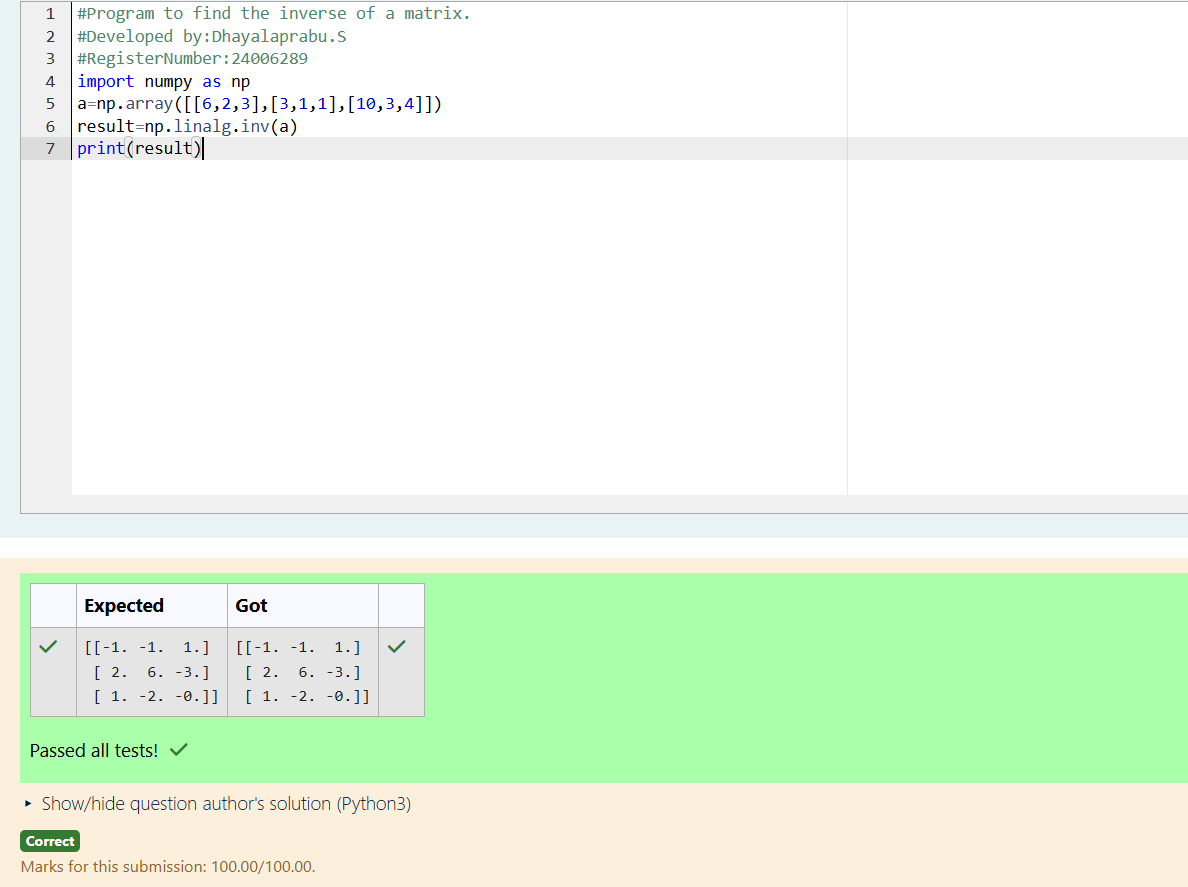 1 #Program to find the inverse of a matrix.
2 #Developed by:Dhayalaprabu.S
3 #RegisterNumber:24006289
4 import numpy as np
5 a=np.array([[6,2,3],[3,1,1],[10,3,4]])
6 result=np.linalg.inv(a)
7 print(result)
Expected Got
[[-1. -1.  1.] [[-1. -1.  1.]
[ 2.  6. -3.] [ 2.  6. -3.]
[ 1. -2. -0.]] [ 1. -2. -0.]]
Passed all tests!
Show/hide question author's solution (Python3)
Correct
Marks for this submission: 100.00/100.00.